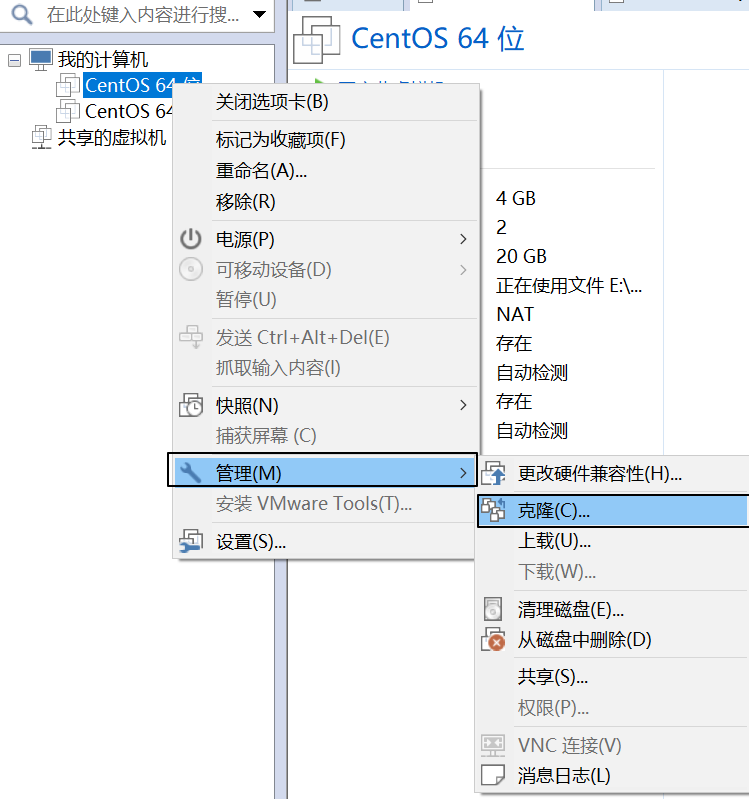 在此处键入内容进行搜...
我的计算机
CentOS 64 位
CentOS 64
共享的虚拟机
CentOS 64 位
4 GB
2
20 GB
正在使用文件 E:\...
NAT
存在
自动检测
存在
自动检测
关闭选项卡(B)
标记为收藏项(F)
重命名(A)...
移除(R)
电源(P)
可移动设备(D)
暂停(U)
发送 Ctrl+Alt+Del(E)
抓取输入内容(I)
快照(N)
捕获屏幕 (C)
管理(M)
安装 VMware Tools(T)...
设置(S)...
更改硬件兼容性(H)...
克隆(C)...
上载(U)...
下载(W)...
清理磁盘(E)...
从磁盘中删除(D)
共享(S)...
权限(P)...
VNC 连接(V)
消息日志(L)